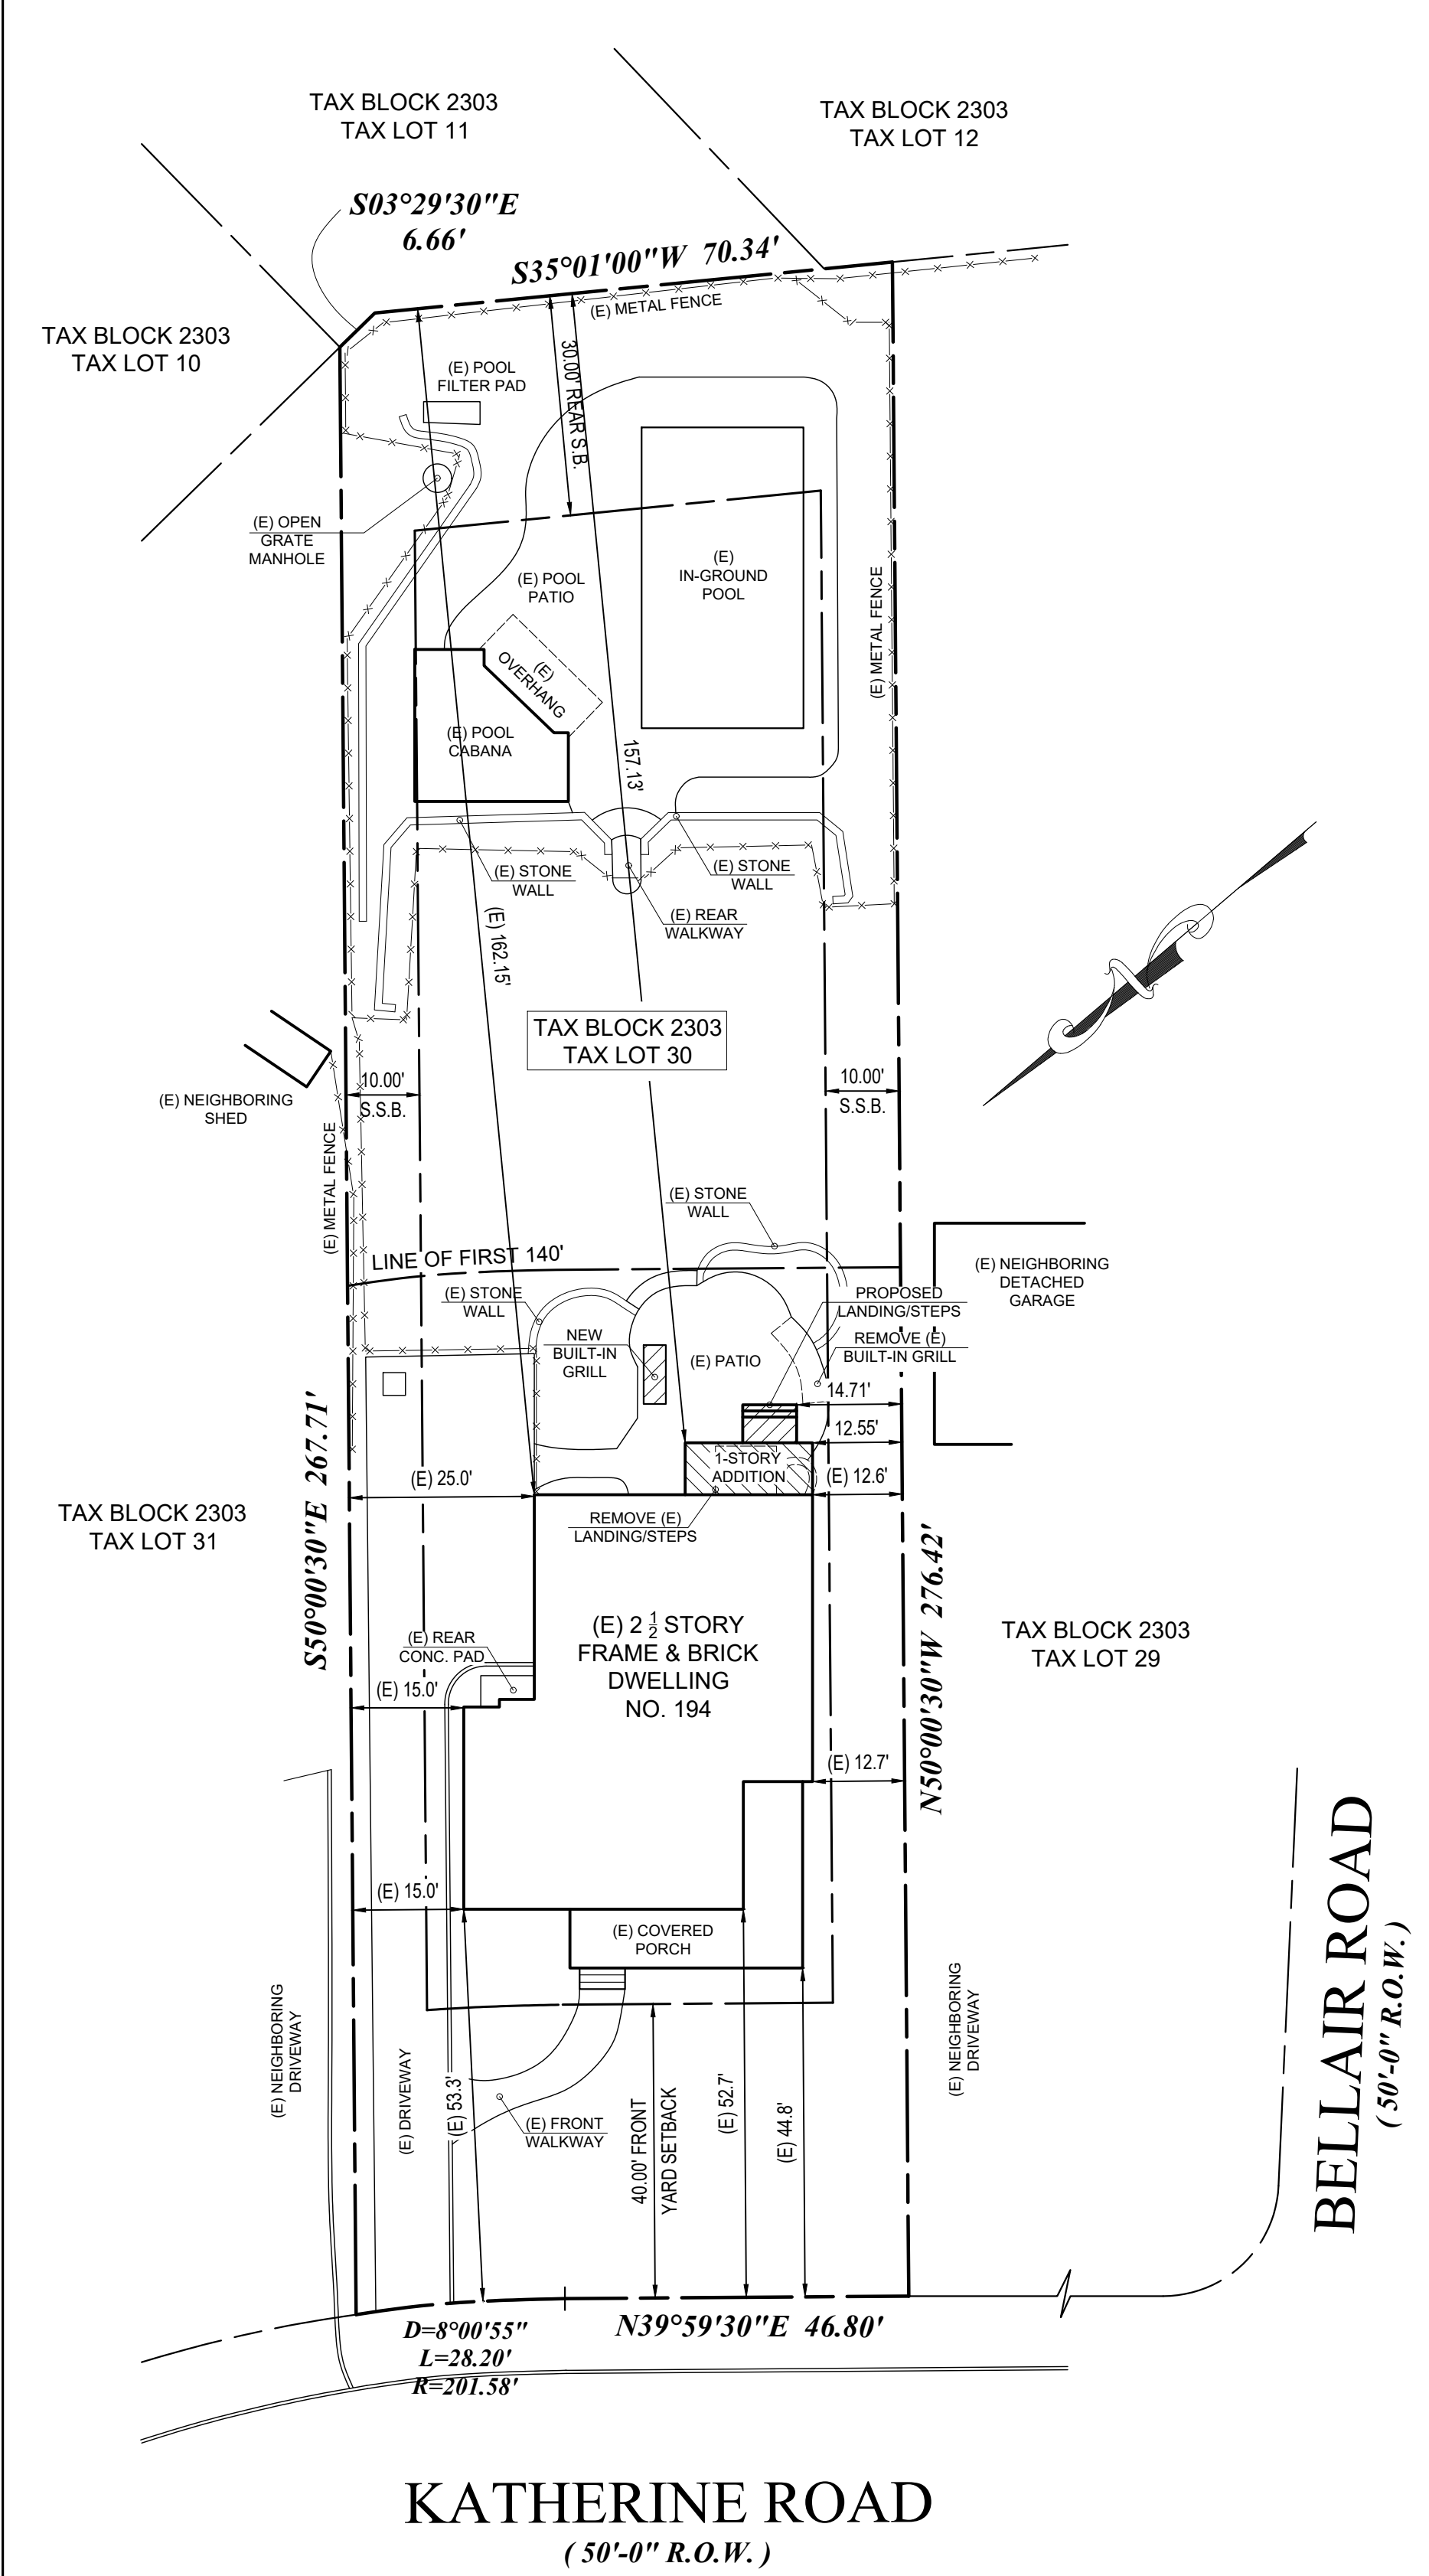 TAX BLOCK 2303
TAX LOT 11
TAX BLOCK 2303
TAX LOT 12
S03°29'30"E
6.66'
S35°01'00"W 70.34'
(E) METAL FENCE
TAX BLOCK 2303
TAX LOT 10
(E) POOL
FILTER PAD
30.00' REAR S.B.
(E) OPEN
GRATE
MANHOLE
(E) POOL
PATIO
(E)
IN-GROUND
POOL
(E) METAL FENCE
(E)
OVERHANG
(E) POOL
CABANA
157.13'
(E) STONE
WALL
(E) STONE
WALL
(E) REAR
WALKWAY
(E) 162.15'
TAX BLOCK 2303
TAX LOT 30
10.00'
S.S.B.
10.00'
S.S.B.
(E) NEIGHBORING
SHED
(E) METAL FENCE
(E) STONE
WALL
LINE OF FIRST 140'
(E) NEIGHBORING
DETACHED
GARAGE
(E) STONE
WALL
PROPOSED
LANDING/STEPS
NEW
BUILT-IN
GRILL
REMOVE (E)
BUILT-IN GRILL
(E) PATIO
14.71'
12.55'
1-STORY
ADDITION
(E) 12.6'
(E) 25.0'
S50°00'30"E 267.71'
TAX BLOCK 2303
TAX LOT 31
REMOVE (E)
LANDING/STEPS
N50°00'30"W 276.42'
(E) 2 1/2 STORY
FRAME & BRICK
DWELLING
NO. 194
TAX BLOCK 2303
TAX LOT 29
(E) REAR
CONC. PAD
(E) 15.0'
(E) 12.7'
(E) 15.0'
(E) COVERED
PORCH
(E) NEIGHBORING
DRIVEWAY
(E) DRIVEWAY
(E) 53.3'
(E) FRONT
WALKWAY
40.00' FRONT
YARD SETBACK
(E) 52.7'
(E) 44.8'
(E) NEIGHBORING
DRIVEWAY
BELLAIR ROAD
( 50'-0" R.O.W. )
D=8°00'55"
L=28.20'
R=201.58'
N39°59'30"E 46.80'
KATHERINE ROAD
( 50'-0" R.O.W. )